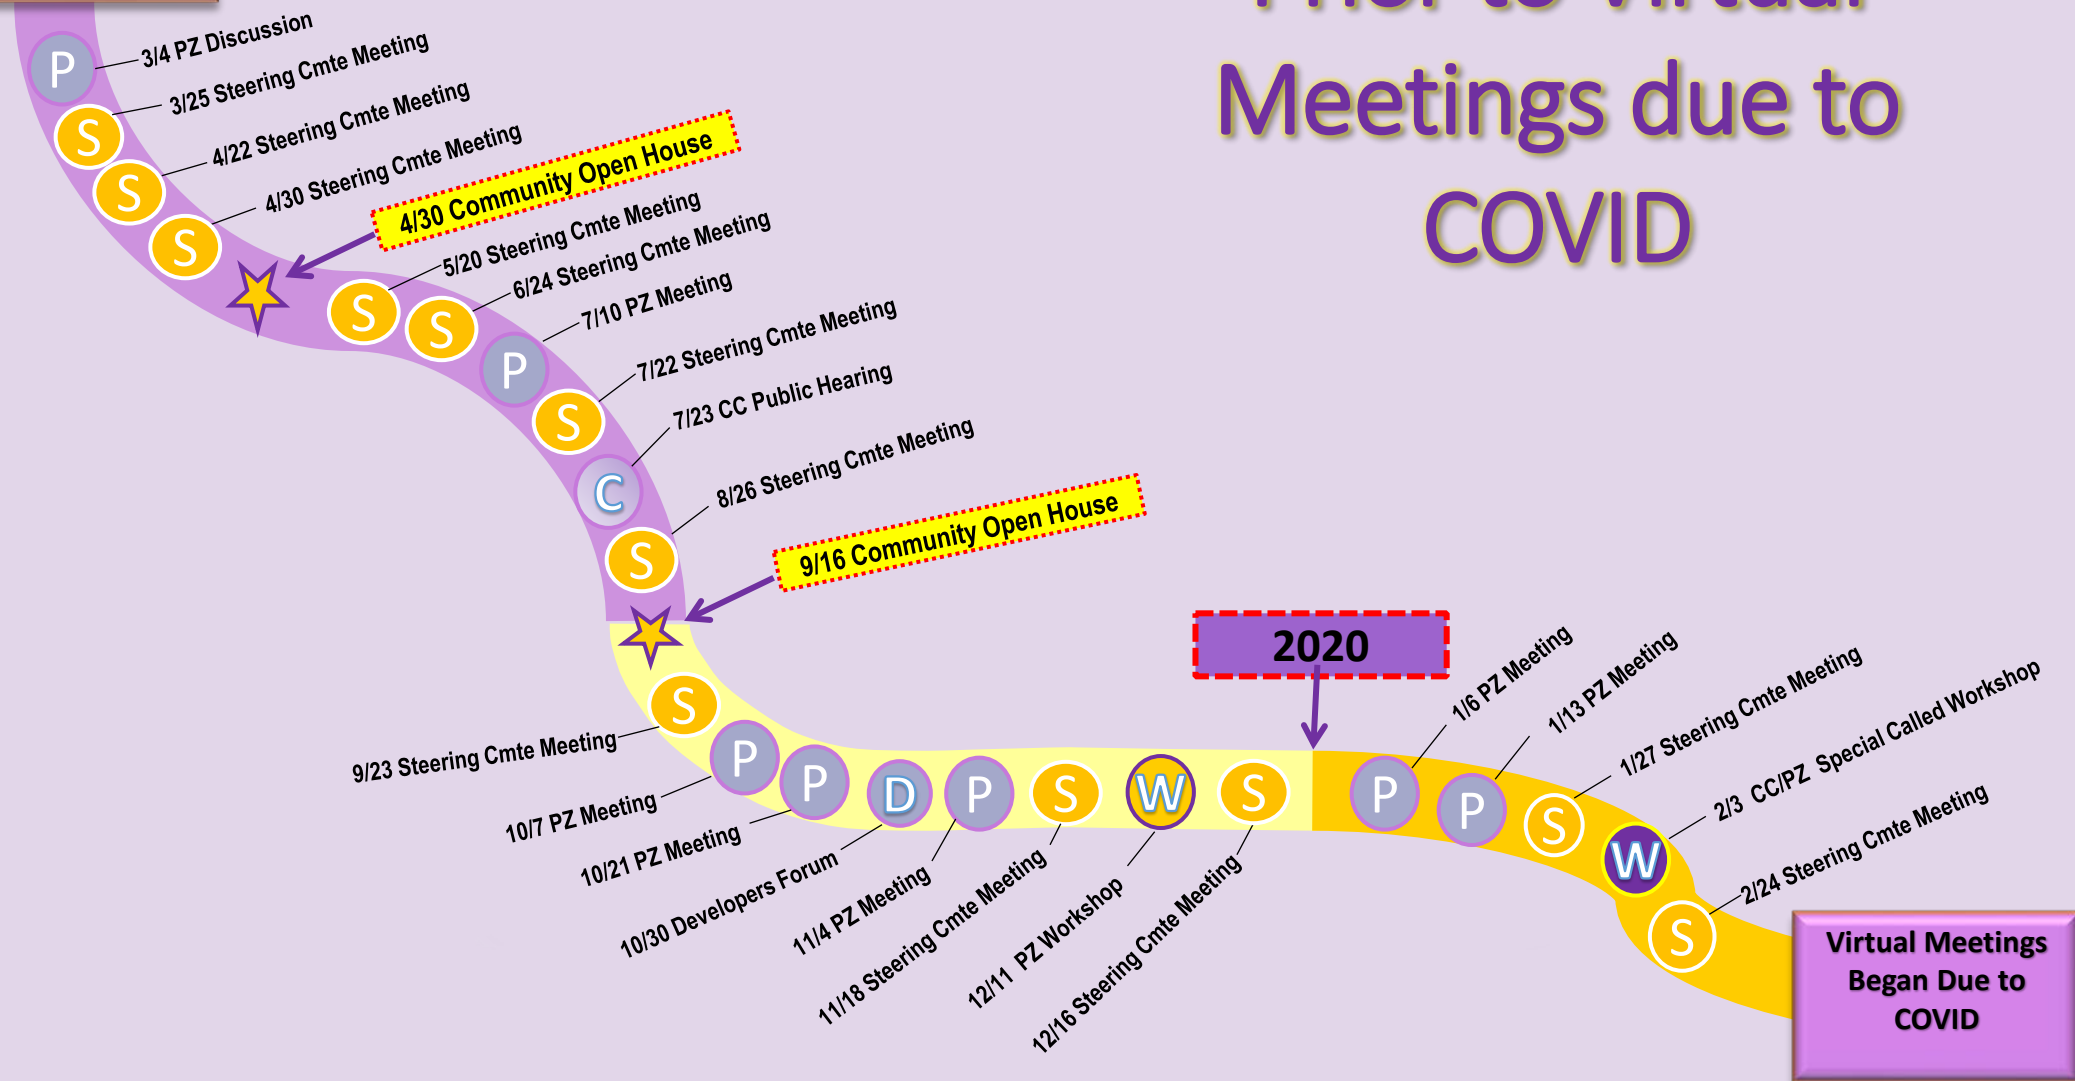 Prior to Virtual
Meetings due to
COVID
P
3/4 PZ Discussion
S
3/25 Steering Cmte Meeting
S
4/22 Steering Cmte Meeting
S
4/30 Steering Cmte Meeting
4/30 Community Open House
S
5/20 Steering Cmte Meeting
S
6/24 Steering Cmte Meeting
P
7/10 PZ Meeting
S
7/22 Steering Cmte Meeting
C
7/23 CC Public Hearing
S
8/26 Steering Cmte Meeting
9/16 Community Open House
S
9/23 Steering Cmte Meeting
P
10/7 PZ Meeting
P
10/21 PZ Meeting
D
10/30 Developers Forum
P
11/4 PZ Meeting
S
11/18 Steering Cmte Meeting
W
12/11 PZ Workshop
S
12/16 Steering Cmte Meeting
2020
P
1/6 PZ Meeting
P
1/13 PZ Meeting
S
1/27 Steering Cmte Meeting
W
2/3 CC/PZ Special Called Workshop
S
2/24 Steering Cmte Meeting
Virtual Meetings
Began Due to
COVID